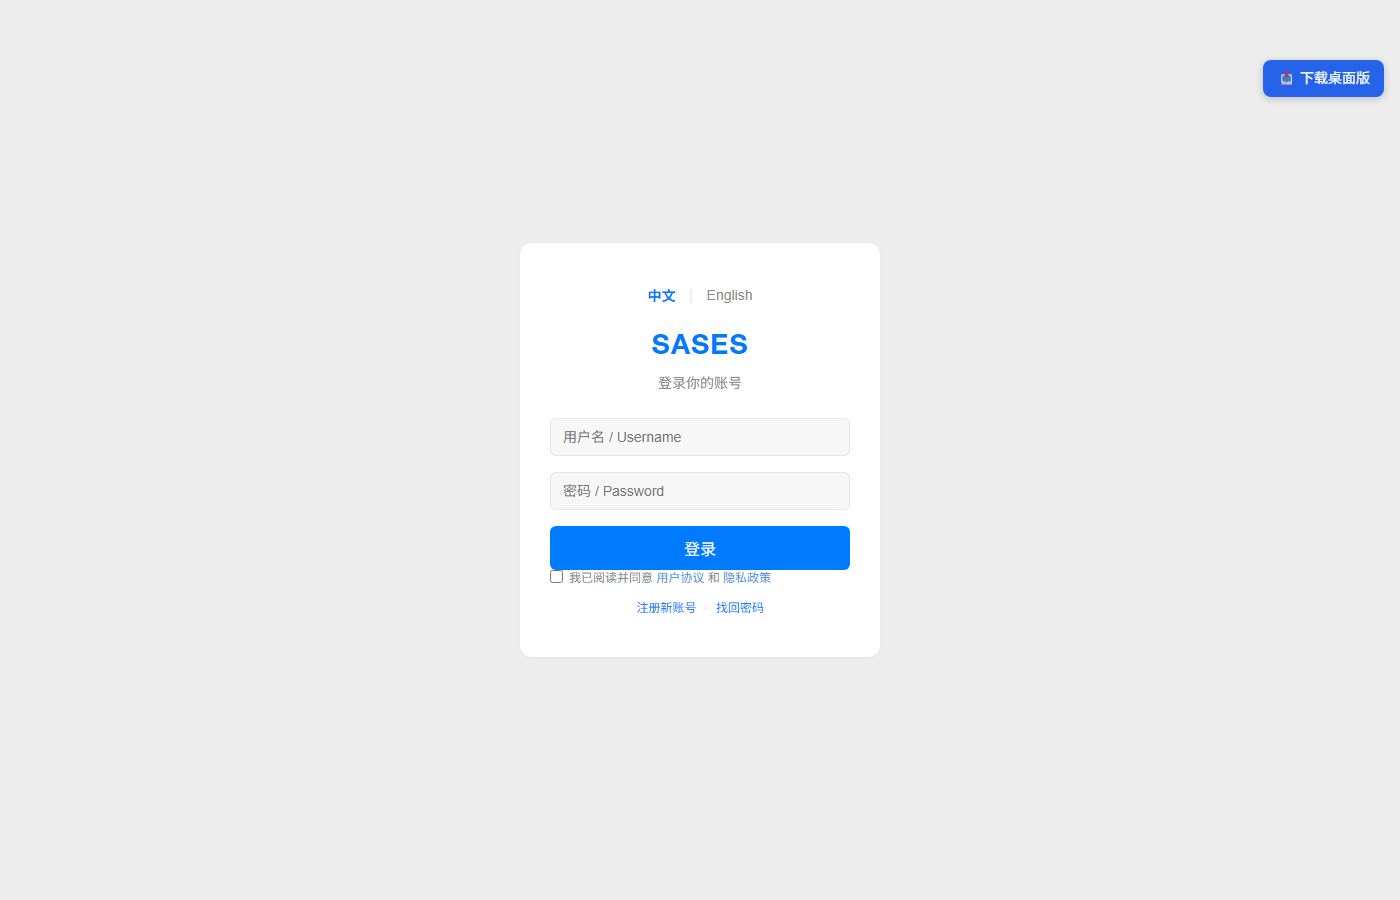 下载桌面版
中文 | English
SASES
登录你的账号
用户名 / Username
密码 / Password
登录
我已阅读并同意 用户协议 和 隐私政策
注册新账号 · 找回密码